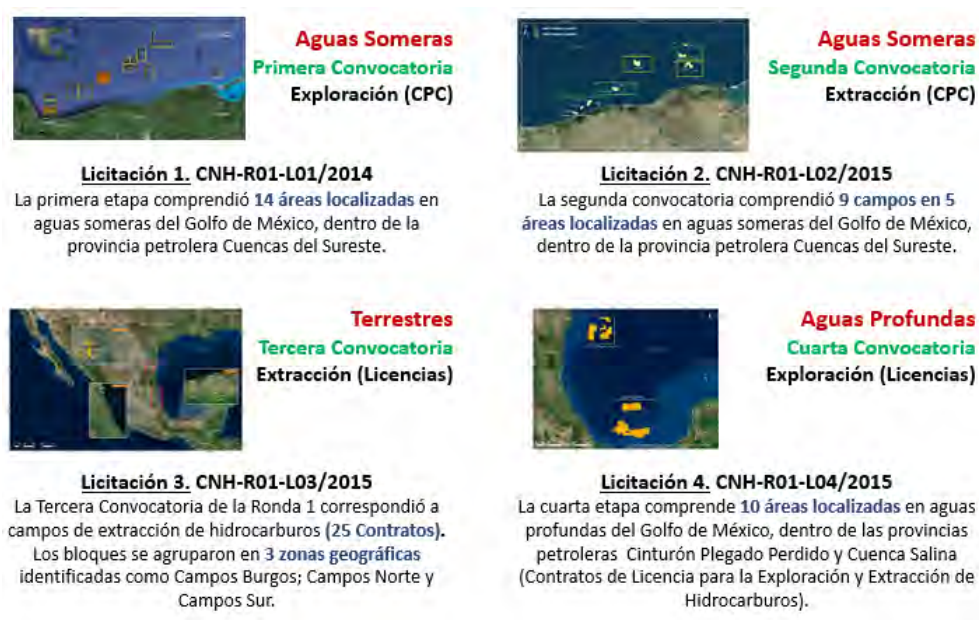 Aguas Someras
Primera Convocatoria
Exploración (CPC)
Licitación 1. CNH-R01-L01/2014
La primera etapa comprendió 14 áreas localizadas en
aguas someras del Golfo de México, dentro de la
provincia petrolera Cuencas del Sureste.
Aguas Someras
Segunda Convocatoria
Extracción (CPC)
Licitación 2. CNH-R01-L02/2015
La segunda convocatoria comprendió 9 campos en 5
áreas localizadas en aguas someras del Golfo de México,
dentro de la provincia petrolera Cuencas del Sureste.
Terrestres
Tercera Convocatoria
Extracción (Licencias)
Licitación 3. CNH-R01-L03/2015
La Tercera Convocatoria de la Ronda 1 correspondió a
campos de extracción de hidrocarburos (25 Contratos).
Los bloques se agruparon en 3 zonas geográficas
identificadas como Campos Burgos; Campos Norte y
Campos Sur.
Aguas Profundas
Cuarta Convocatoria
Exploración (Licencias)
Licitación 4. CNH-R01-L04/2015
La cuarta etapa comprende 10 áreas localizadas en aguas
profundas del Golfo de México, dentro de las provincias
petroleras Cinturón Plegado Perdido y Cuenca Salina
(Contratos de Licencia para la Exploración y Extracción de
Hidrocarburos).